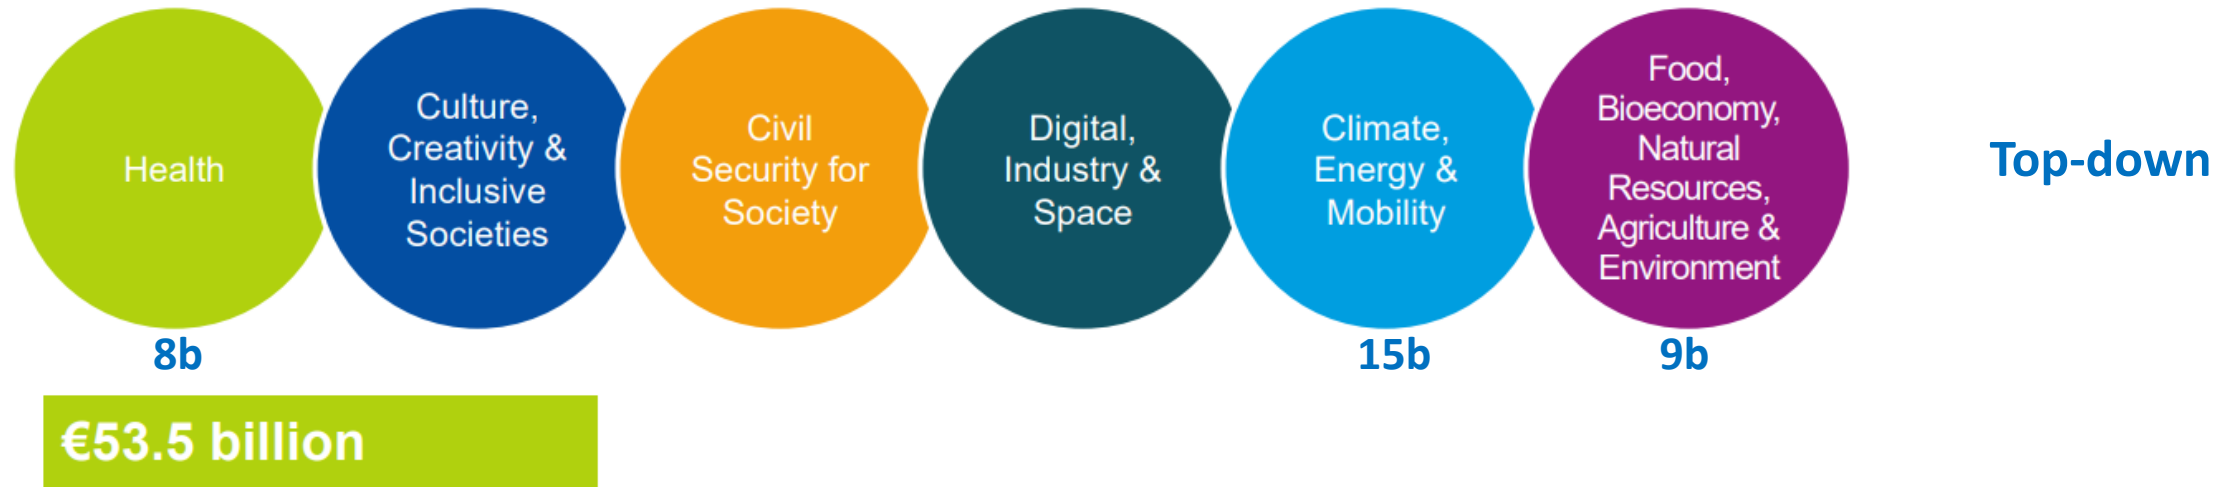 Health
Culture,
Creativity &
Inclusive
Societies
Civil
Security for
Society
Digital,
Industry &
Space
Climate,
Energy &
Mobility
Food,
Bioeconomy,
Natural
Resources,
Agriculture &
Environment
Top-down
8b
15b
9b
€53.5 billion